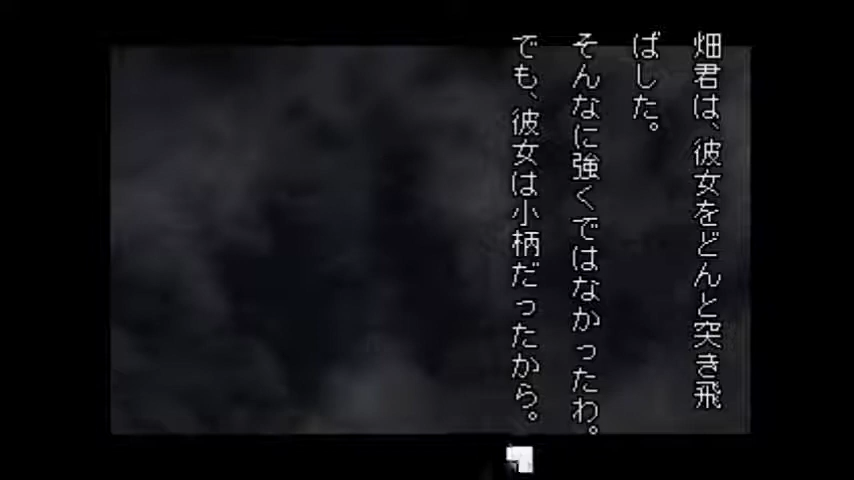 畑君は、彼女をどんと突き飛
ばした。
そんなに強くではなかったわ。
でも、彼女は小柄だったから。